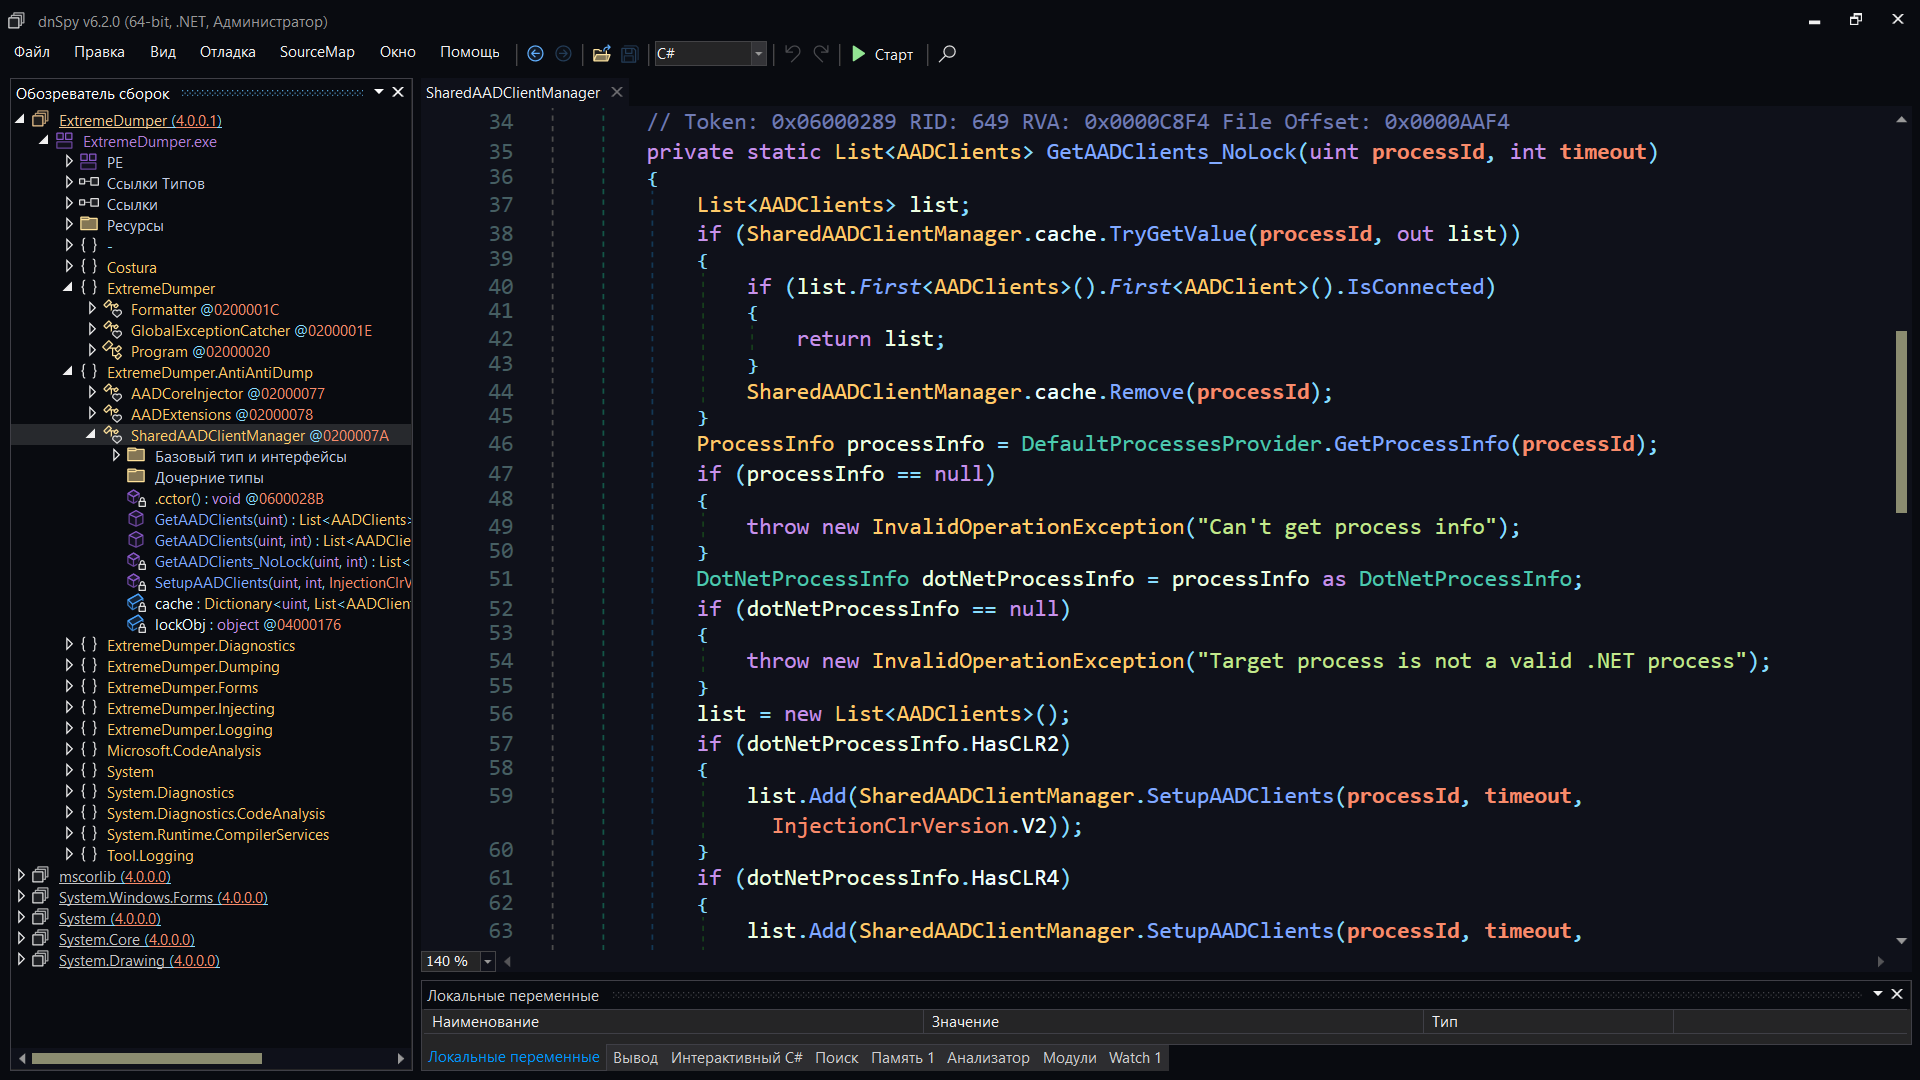 dnSpy v6.2.0 (64-bit, .NET, Администратор)
Файл Правка Вид Отладка SourceMap Окно Помощь C# Старт
Обозреватель сборок
ExtremeDumper (4.0.0.1)
ExtremeDumper.exe
PE
Ссылки Типов
Ссылки
Ресурсы
{ } -
{ } Costura
{ } ExtremeDumper
Formatter @0200001C
GlobalExceptionCatcher @0200001E
Program @02000020
{ } ExtremeDumper.AntiAntiDump
AADCoreInjector @02000077
AADExtensions @02000078
SharedAADClientManager @0200007A
Базовый тип и интерфейсы
Дочерние типы
.cctor() : void @0600028B
GetAADClients(uint) : List<AADClients>
GetAADClients(uint, int) : List<AADClie
GetAADClients_NoLock(uint, int) : List<
SetupAADClients(uint, int, InjectionClrV
cache : Dictionary<uint, List<AADClien
lockObj : object @04000176
{ } ExtremeDumper.Diagnostics
{ } ExtremeDumper.Dumping
{ } ExtremeDumper.Forms
{ } ExtremeDumper.Injecting
{ } ExtremeDumper.Logging
{ } Microsoft.CodeAnalysis
{ } System
{ } System.Diagnostics
{ } System.Diagnostics.CodeAnalysis
{ } System.Runtime.CompilerServices
{ } Tool.Logging
mscorlib (4.0.0.0)
System.Windows.Forms (4.0.0.0)
System (4.0.0.0)
System.Core (4.0.0.0)
System.Drawing (4.0.0.0)
SharedAADClientManager
34 // Token: 0x06000289 RID: 649 RVA: 0x0000C8F4 File Offset: 0x0000AAF4
35 private static List<AADClients> GetAADClients_NoLock(uint processId, int timeout)
36 {
37 List<AADClients> list;
38 if (SharedAADClientManager.cache.TryGetValue(processId, out list))
39 {
40 if (list.First<AADClients>().First<AADClient>().IsConnected)
41 {
42 return list;
43 }
44 SharedAADClientManager.cache.Remove(processId);
45 }
46 ProcessInfo processInfo = DefaultProcessesProvider.GetProcessInfo(processId);
47 if (processInfo == null)
48 {
49 throw new InvalidOperationException("Can't get process info");
50 }
51 DotNetProcessInfo dotNetProcessInfo = processInfo as DotNetProcessInfo;
52 if (dotNetProcessInfo == null)
53 {
54 throw new InvalidOperationException("Target process is not a valid .NET process");
55 }
56 list = new List<AADClients>();
57 if (dotNetProcessInfo.HasCLR2)
58 {
59 list.Add(SharedAADClientManager.SetupAADClients(processId, timeout,
InjectionClrVersion.V2));
60 }
61 if (dotNetProcessInfo.HasCLR4)
62 {
63 list.Add(SharedAADClientManager.SetupAADClients(processId, timeout,
140 %
Локальные переменные
Наименование Значение Тип
Локальные переменные Вывод Интерактивный C# Поиск Память 1 Анализатор Модули Watch 1